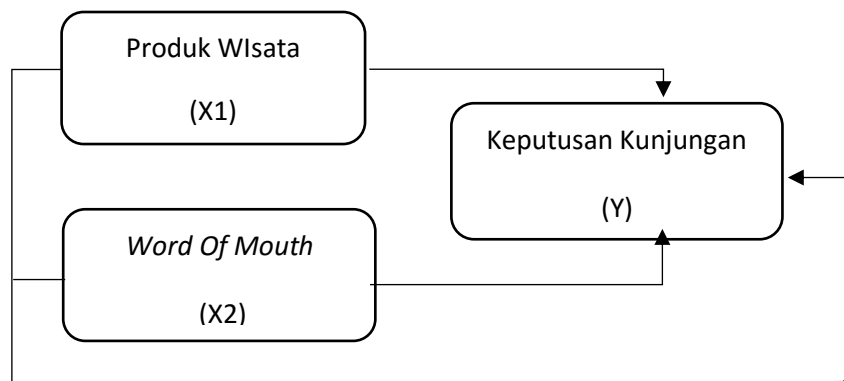 Produk WIsata
(X1)
Keputusan Kunjungan
(Y)
Word Of Mouth
(X2)